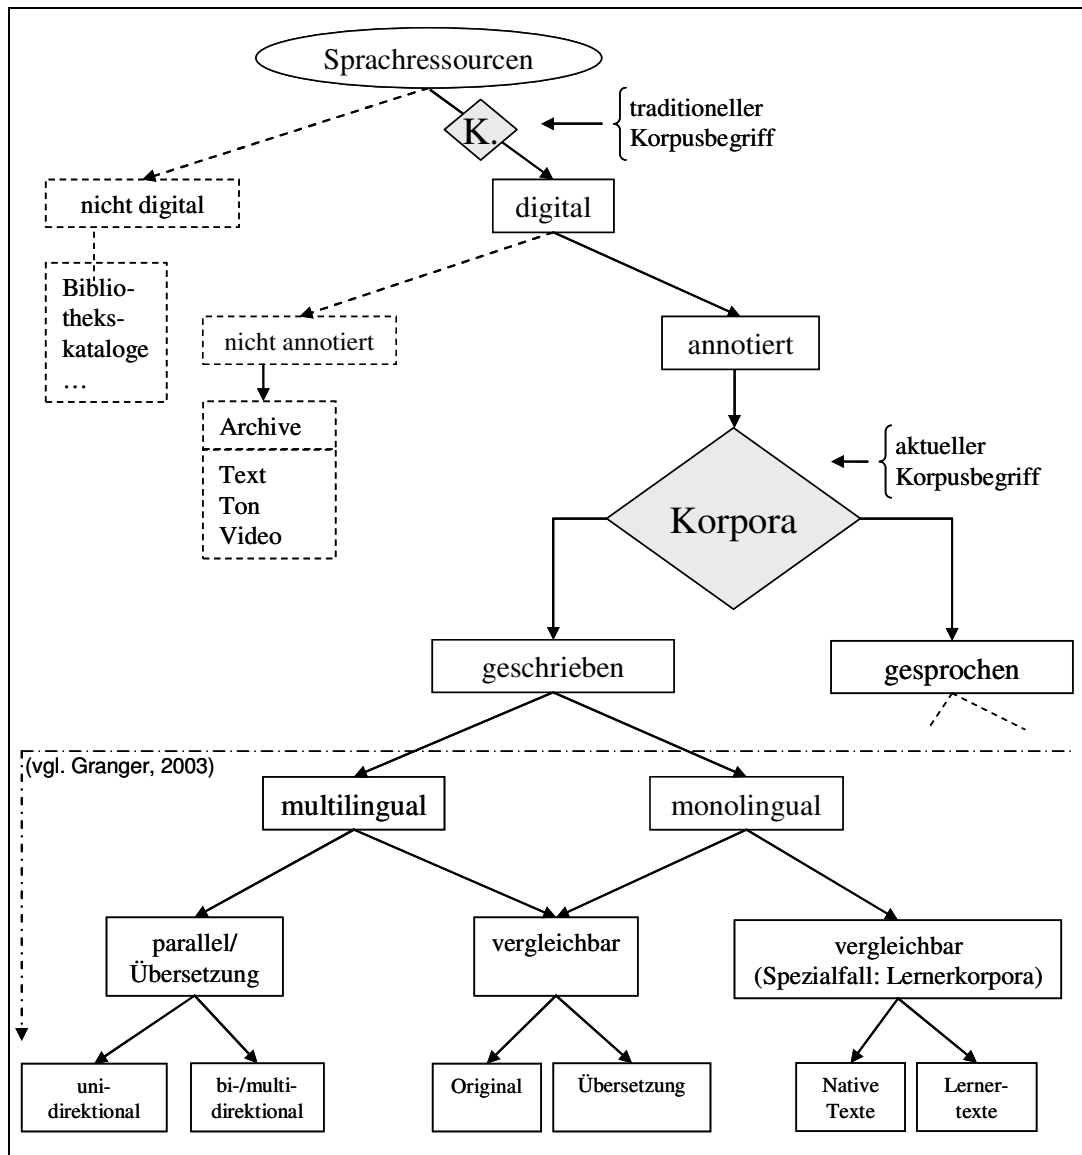 Sprachressourcen
K.
traditioneller
Korpusbegriff
nicht digital
digital
Biblio-
theks-
kataloge
…
nicht annotiert
annotiert
Archive
Text
Ton
Video
aktueller
Korpusbegriff
Korpora
geschrieben
gesprochen
(vgl. Granger, 2003)
multilingual
monolingual
parallel/
Übersetzung
vergleichbar
vergleichbar
(Spezialfall: Lernerkorpora)
uni-
direktional
bi-/multi-
direktional
Original
Übersetzung
Native
Texte
Lerner-
texte